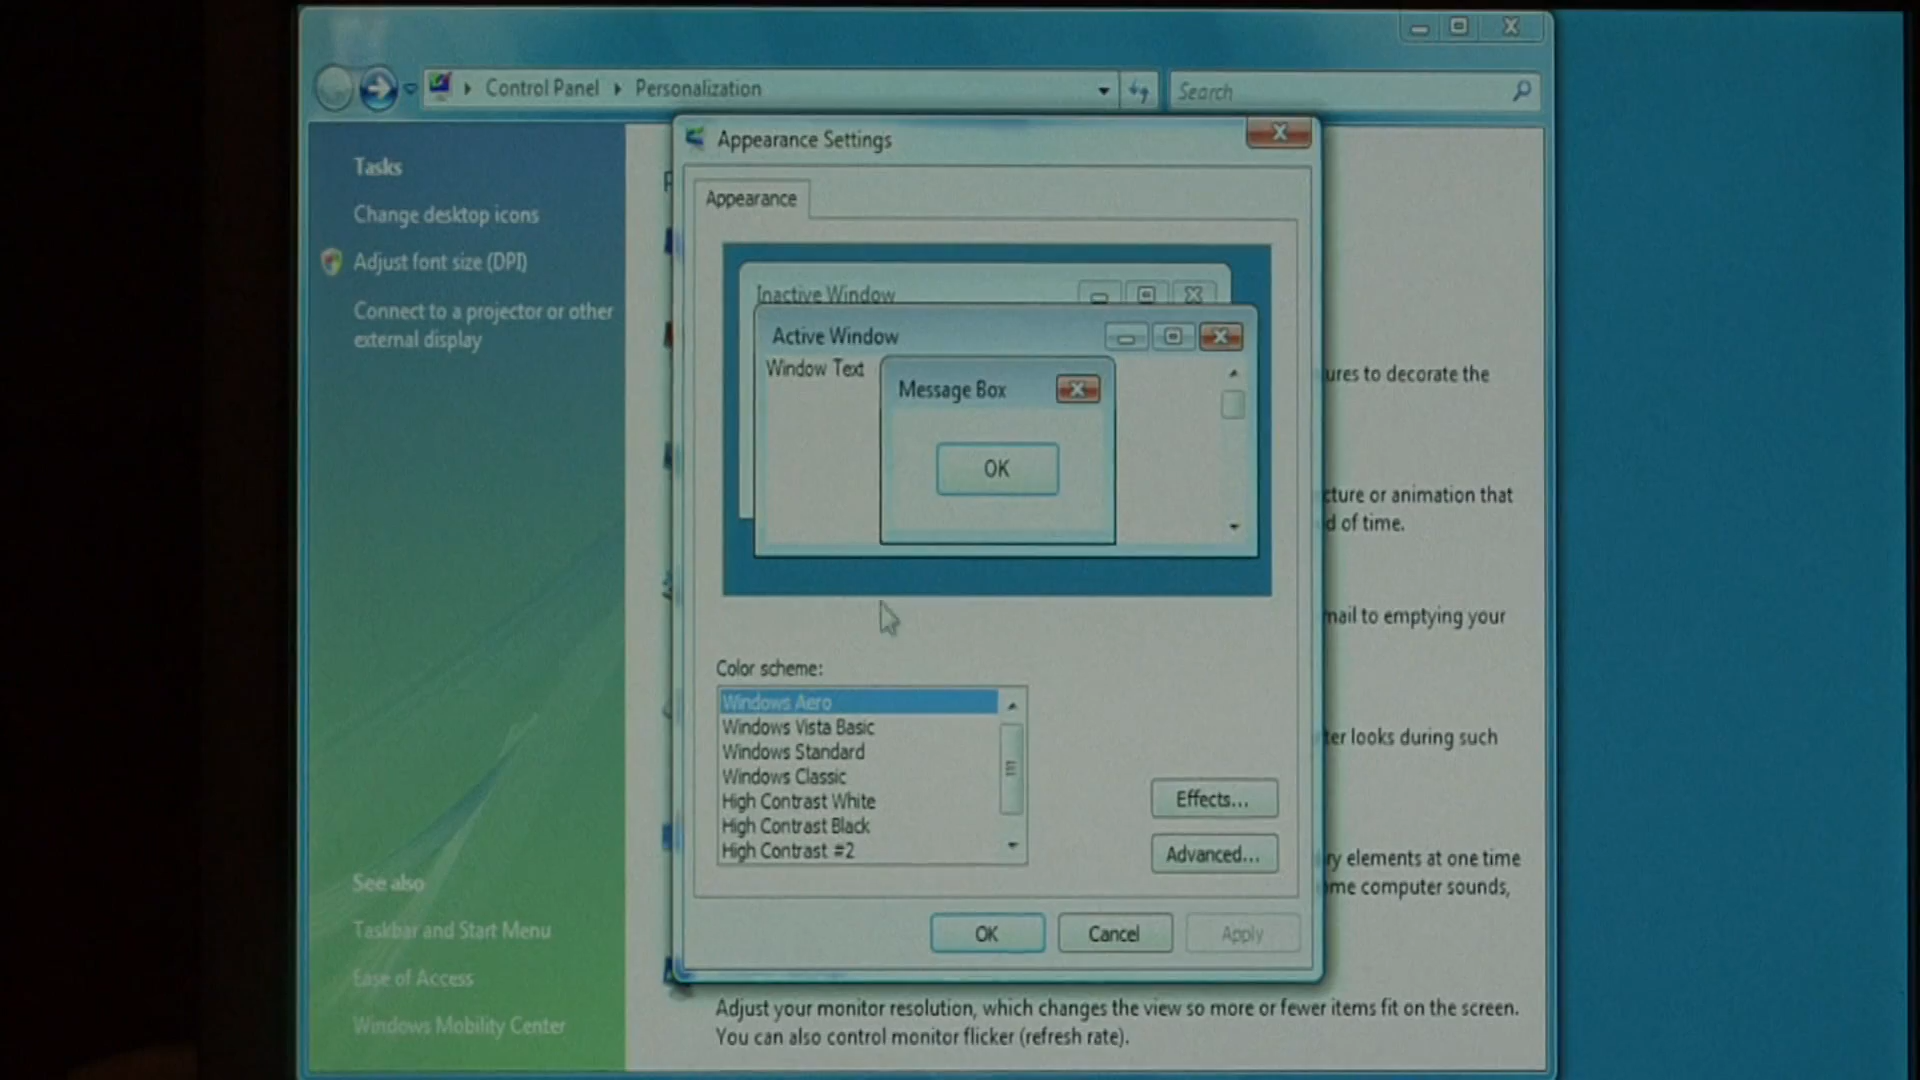 Control Panel
Personalization
Search
Appearance Settings
Tasks
Change desktop icons
Adjust font size (DPI)
Connect to a projector or other
external display
Appearance
Inactive Window
Active Window
Window Text
Message Box
OK
ures to decorate the
cture or animation that
d of time.
mail to emptying your
ter looks during such
ry elements at one time
me computer sounds,
Color scheme:
Windows Aero
Windows Vista Basic
Windows Standard
Windows Classic
High Contrast White
High Contrast Black
High Contrast #2
Effects...
Advanced...
OK
Cancel
Apply
See also
Taskbar and Start Menu
Ease of Access
Windows Mobility Center
Adjust your monitor resolution, which changes the view so more or fewer items fit on the screen.
You can also control monitor flicker (refresh rate).